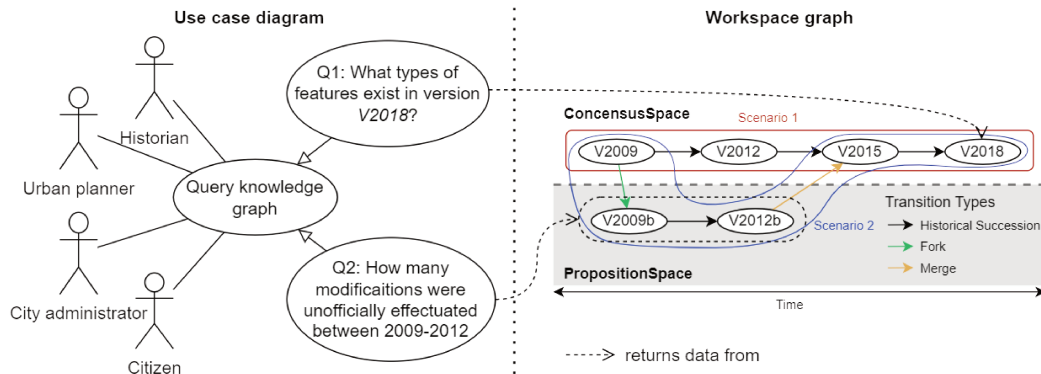 Use case diagram
Historian
Urban planner
City administrator
Citizen
Query knowledge
graph
Q1: What types of
features exist in version
V2018?
Q2: How many
modificaitions were
unofficially effectuated
between 2009-2012
Workspace graph
ConcensusSpace
Scenario 1
V2009
V2012
V2015
V2018
V2009b
V2012b
Scenario 2
PropositionSpace
Transition Types
Historical Succession
Fork
Merge
Time
returns data from